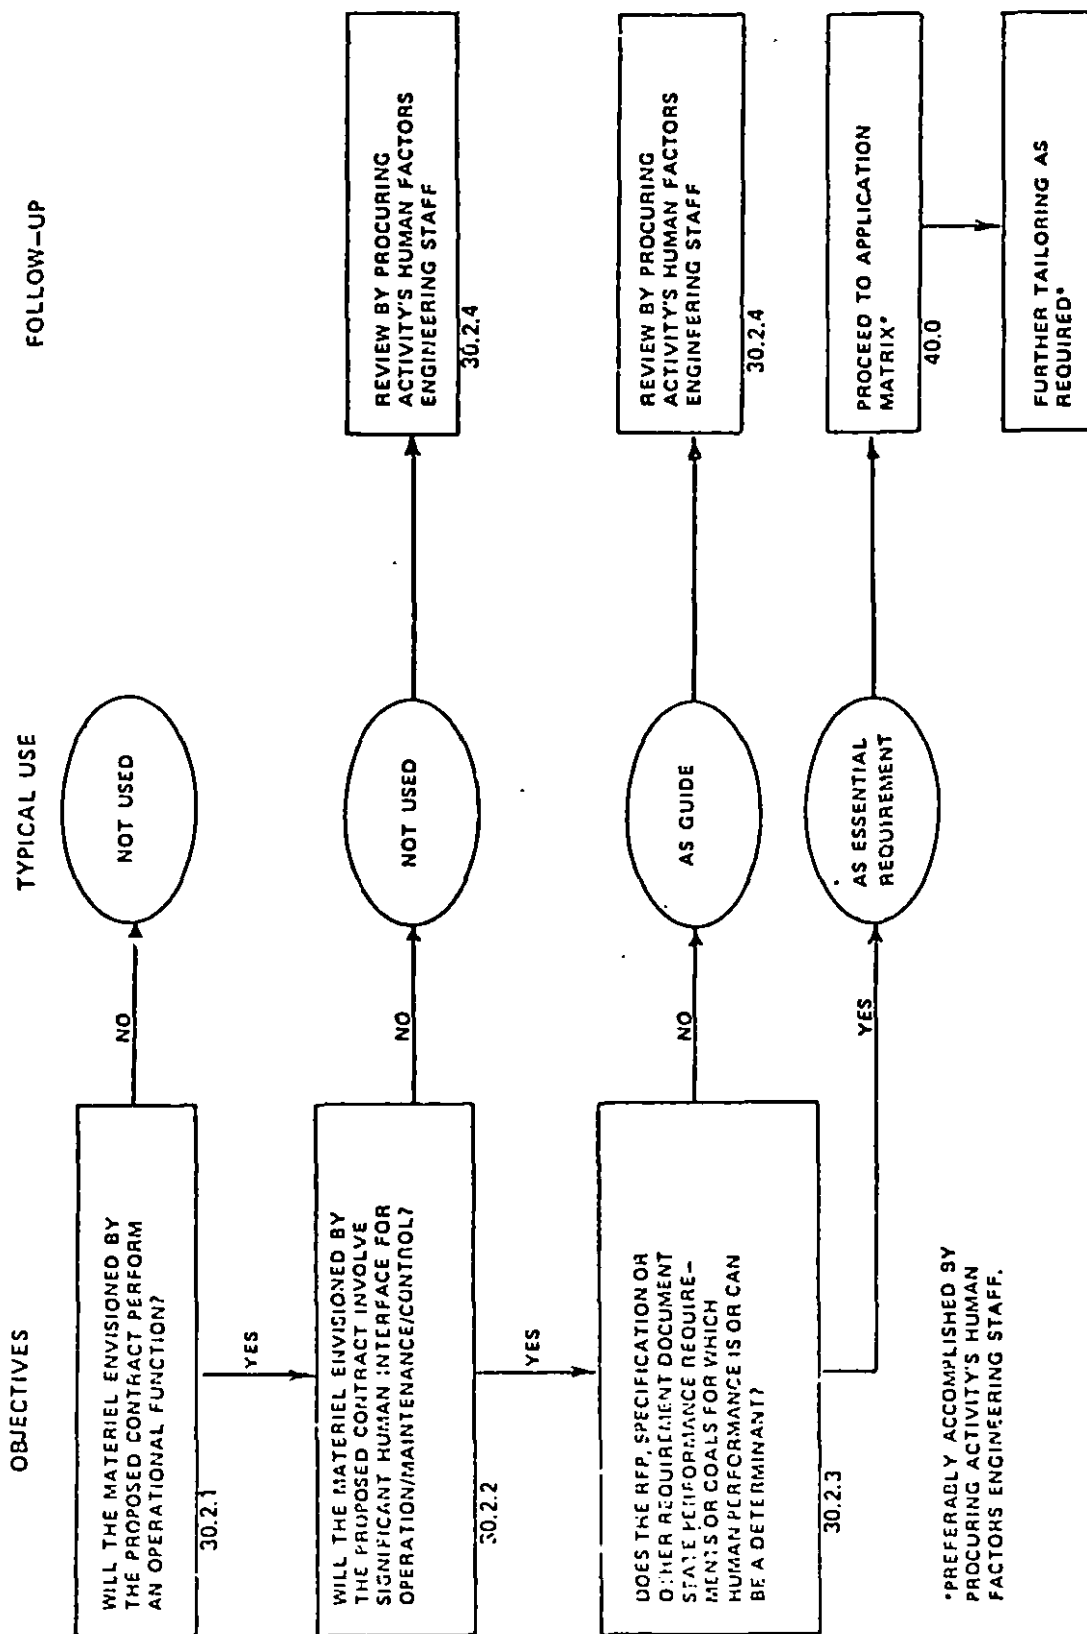 OBJECTIVES
TYPICAL USE
FOLLOW-UP
WILL THE MATERIEL ENVISIONED BY
THE PROPOSED CONTRACT PERFORM
AN OPERATIONAL FUNCTION?
30.2.1
NO
NOT USED
YES
WILL THE MATERIEL ENVISIONED BY
THE PROPOSED CONTRACT INVOLVE
SIGNIFICANT HUMAN INTERFACE FOR
OPERATION/MAINTENANCE/CONTROL?
30.2.2
NO
NOT USED
REVIEW BY PROCURING
ACTIVITY'S HUMAN FACTORS
ENGINEERING STAFF
30.2.4
YES
DOES THE RFP, SPECIFICATION OR
OTHER REQUIREMENT DOCUMENT
STATE PERFORMANCE REQUIRE-
MENTS OR GOALS FOR WHICH
HUMAN PERFORMANCE IS OR CAN
BE A DETERMINANT?
30.2.3
NO
AS GUIDE
REVIEW BY PROCURING
ACTIVITY'S HUMAN FACTORS
ENGINEERING STAFF
30.2.4
YES
AS ESSENTIAL
REQUIREMENT
PROCEED TO APPLICATION
MATRIX*
40.0
FURTHER TAILORING AS
REQUIRED*
*PREFERABLY ACCOMPLISHED BY
PROCURING ACTIVITY'S HUMAN
FACTORS ENGINEERING STAFF.